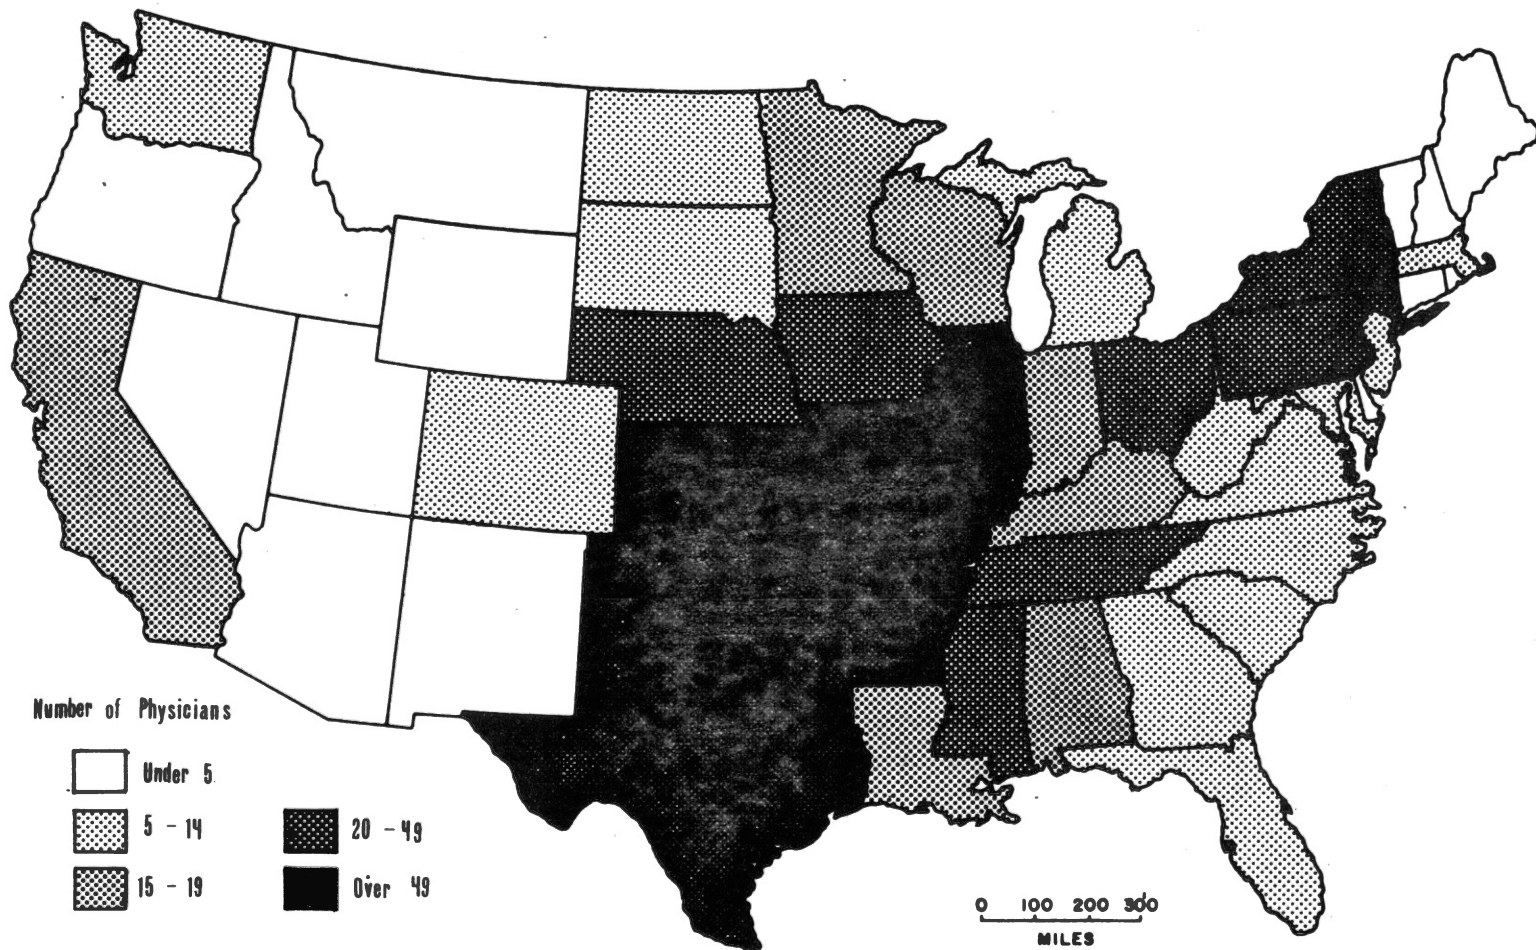 Number of Physicians
Under 5
5 - 14
15 - 19
20 - 49
Over 49
0 100 200 300
MILES